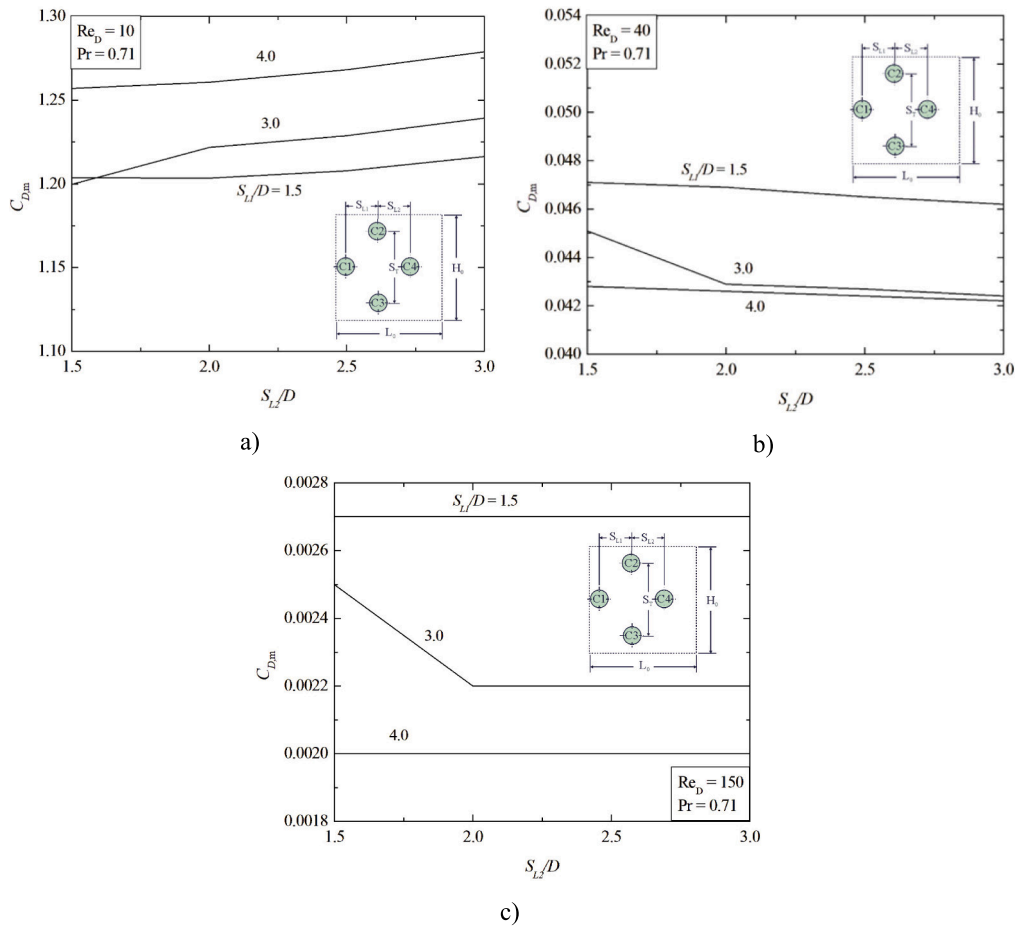 1.30
1.25
1.20
1.15
1.10
C_D,m
Re_D = 10
Pr = 0.71
4.0
3.0
S_L1/D = 1.5
S_L1 S_L2
C2
C1 S_T C4 H_0
C3
L_0
1.5 2.0 2.5 3.0
S_L2/D
a)
0.054
0.052
0.050
0.048
0.046
0.044
0.042
0.040
C_D,m
Re_D = 40
Pr = 0.71
S_L1 S_L2
C2
C1 S_T C4 H_0
C3
L_0
S_L1/D = 1.5
3.0
4.0
1.5 2.0 2.5 3.0
S_L2/D
b)
0.0028
0.0026
0.0024
0.0022
0.0020
0.0018
C_D,m
S_L1/D = 1.5
3.0
4.0
S_L1 S_L2
C2
C1 S_T C4 H_0
C3
L_0
Re_D = 150
Pr = 0.71
1.5 2.0 2.5 3.0
S_L2/D
c)